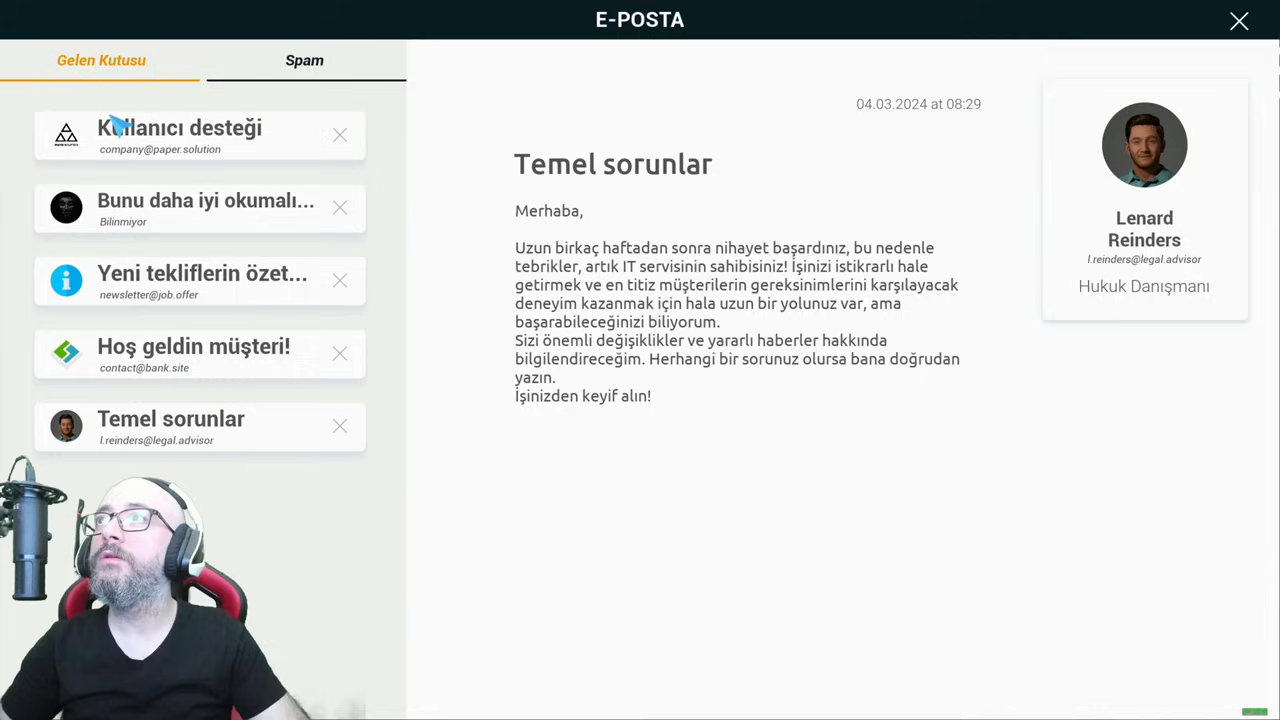 E-POSTA
Gelen Kutusu
Spam
Kullanıcı desteği
company@paper.solution
Bunu daha iyi okumalı...
Bilinmiyor
Yeni tekliflerin özet...
newsletter@job.offer
Hoş geldin müşteri!
contact@bank.site
Temel sorunlar
l.reinders@legal.advisor
04.03.2024 at 08:29
Temel sorunlar
Merhaba,
Uzun birkaç haftadan sonra nihayet başardınız, bu nedenle
tebrikler, artık IT servisinin sahibisiniz! İşinizi istikrarlı hale
getirmek ve en titiz müşterilerin gereksinimlerini karşılayacak
deneyim kazanmak için hala uzun bir yolunuz var, ama
başarabileceğinizi biliyorum.
Sizi önemli değişiklikler ve yararlı haberler hakkında
bilgilendireceğim. Herhangi bir sorunuz olursa bana doğrudan
yazın.
İşinizden keyif alın!
Lenard
Reinders
l.reinders@legal.advisor
Hukuk Danışmanı